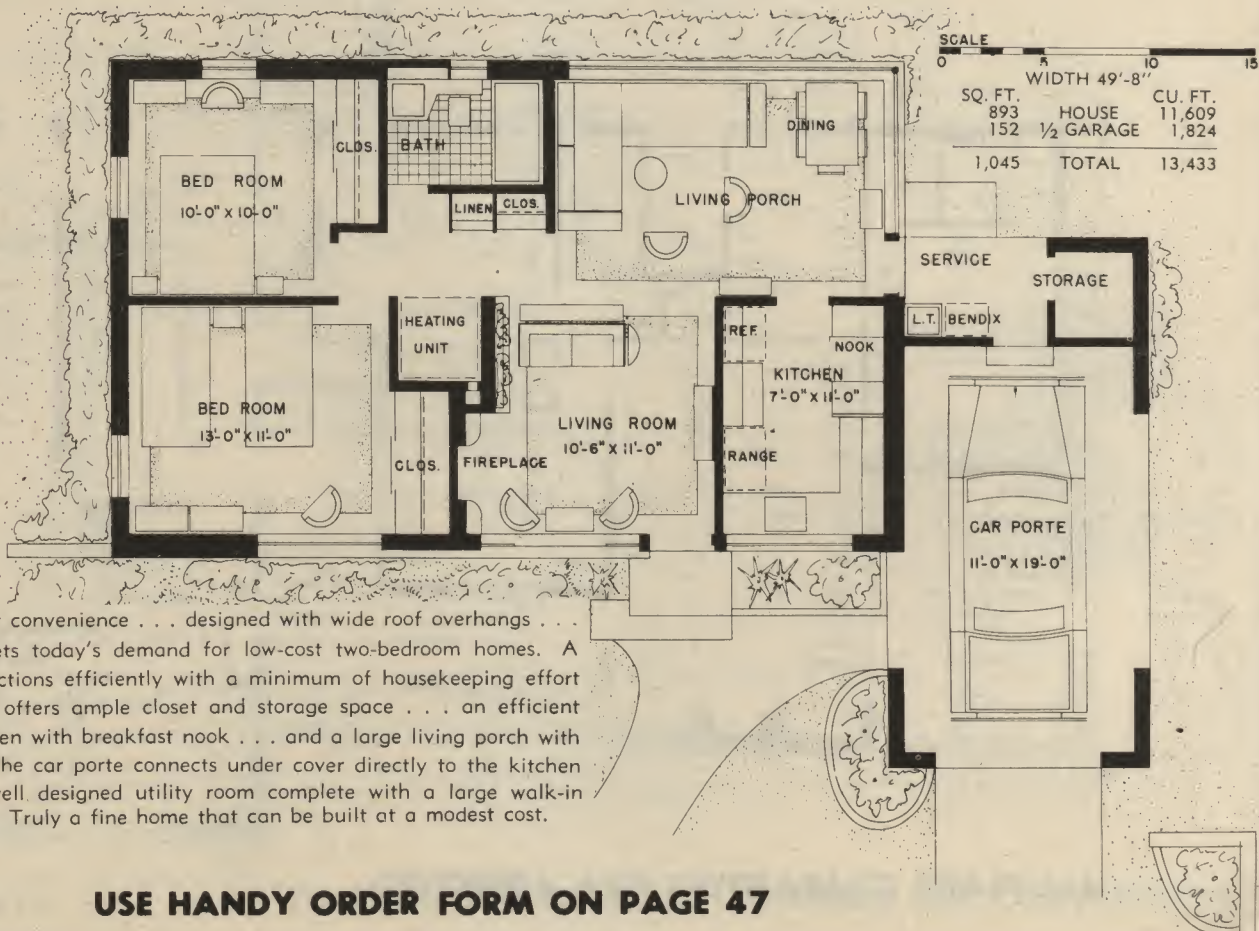 SCALE
0 5 10 15
WIDTH 49'-8"
SQ. FT. CU. FT.
893 HOUSE 11,609
152 1/2 GARAGE 1,824
1,045 TOTAL 13,433
BED ROOM
10'-0" X 10'-0"
CLOS.
BATH
LINEN
CLOS.
DINING
LIVING PORCH
SERVICE
STORAGE
L.T.
BENDIX
HEATING
UNIT
REF.
NOOK
KITCHEN
7'-0" X 11'-0"
RANGE
BED ROOM
13'-0" X 11'-0"
CLOS.
FIREPLACE
LIVING ROOM
10'-6" X 11'-0"
CAR PORTE
11'-0" X 19'-0"
convenience . . . designed with wide roof overhangs . . .
ets today's demand for low-cost two-bedroom homes. A
ctions efficiently with a minimum of housekeeping effort
offers ample closet and storage space . . . an efficient
en with breakfast nook . . . and a large living porch with
he car porte connects under cover directly to the kitchen
ell designed utility room complete with a large walk-in
Truly a fine home that can be built at a modest cost.
USE HANDY ORDER FORM ON PAGE 47